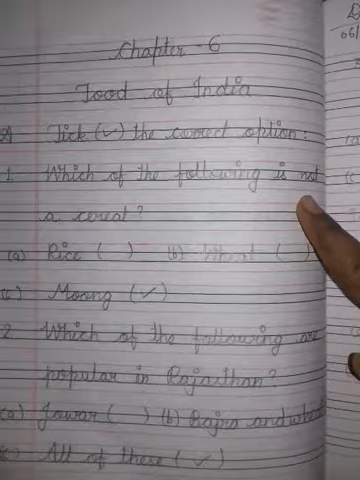 Chapter - 6
Food of India
A Tick (✓) the correct option:
1. Which of the following is not
a cereal?
(a) Rice ( ) (b) Wheat ( )
(c) Moong (✓)
2 Which of the following are
popular in Rajasthan?
(a) Jowar ( ) (b) Bajra and wheat
(c) All of these (✓)